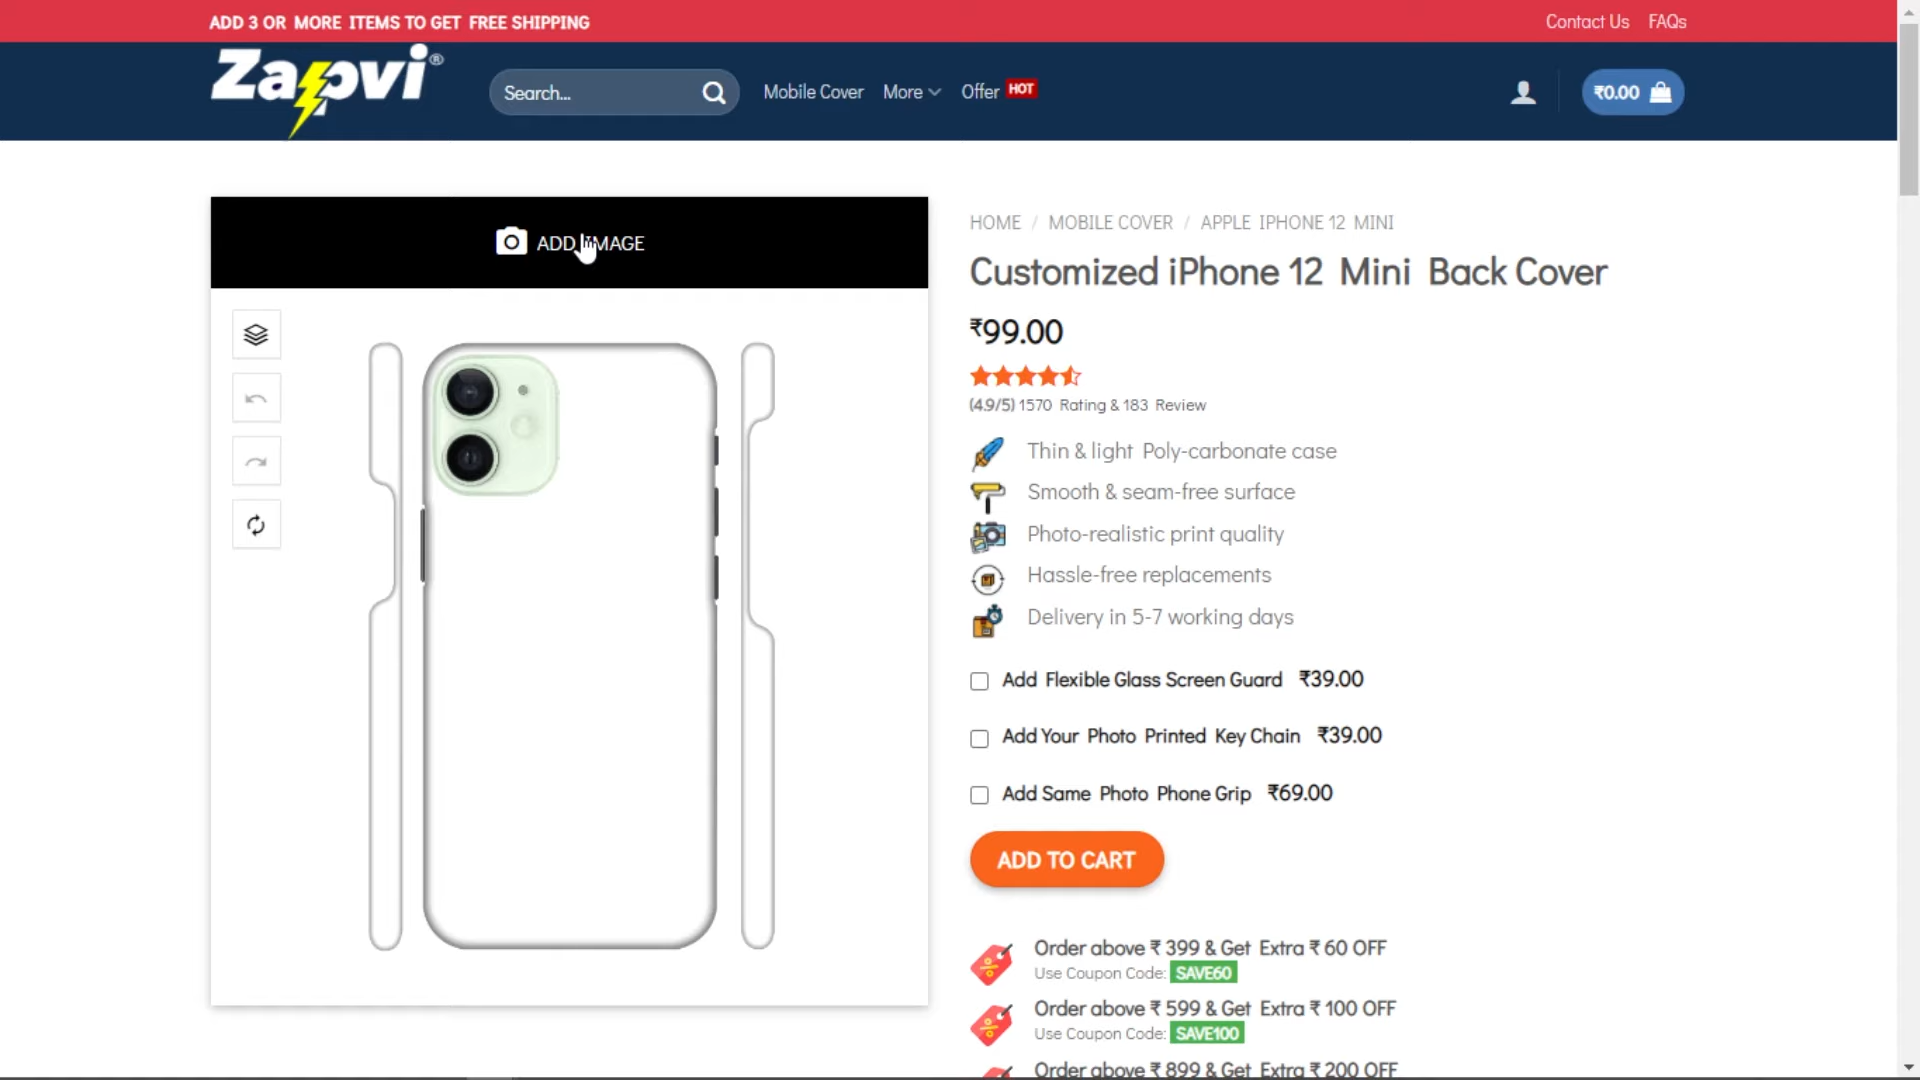 ADD 3 OR MORE ITEMS TO GET FREE SHIPPING
Contact Us FAQs
Zapvi®
Search...
Mobile Cover More Offer HOT
₹0.00
ADD IMAGE
HOME / MOBILE COVER / APPLE IPHONE 12 MINI
Customized iPhone 12 Mini Back Cover
₹99.00
(4.9/5) 1570 Rating & 183 Review
Thin & light Poly-carbonate case
Smooth & seam-free surface
Photo-realistic print quality
Hassle-free replacements
Delivery in 5-7 working days
Add Flexible Glass Screen Guard ₹39.00
Add Your Photo Printed Key Chain ₹39.00
Add Same Photo Phone Grip ₹69.00
ADD TO CART
Order above ₹ 399 & Get Extra ₹ 60 OFF
Use Coupon Code: SAVE60
Order above ₹ 599 & Get Extra ₹ 100 OFF
Use Coupon Code: SAVE100
Order above ₹ 899 & Get Extra ₹ 200 OFF